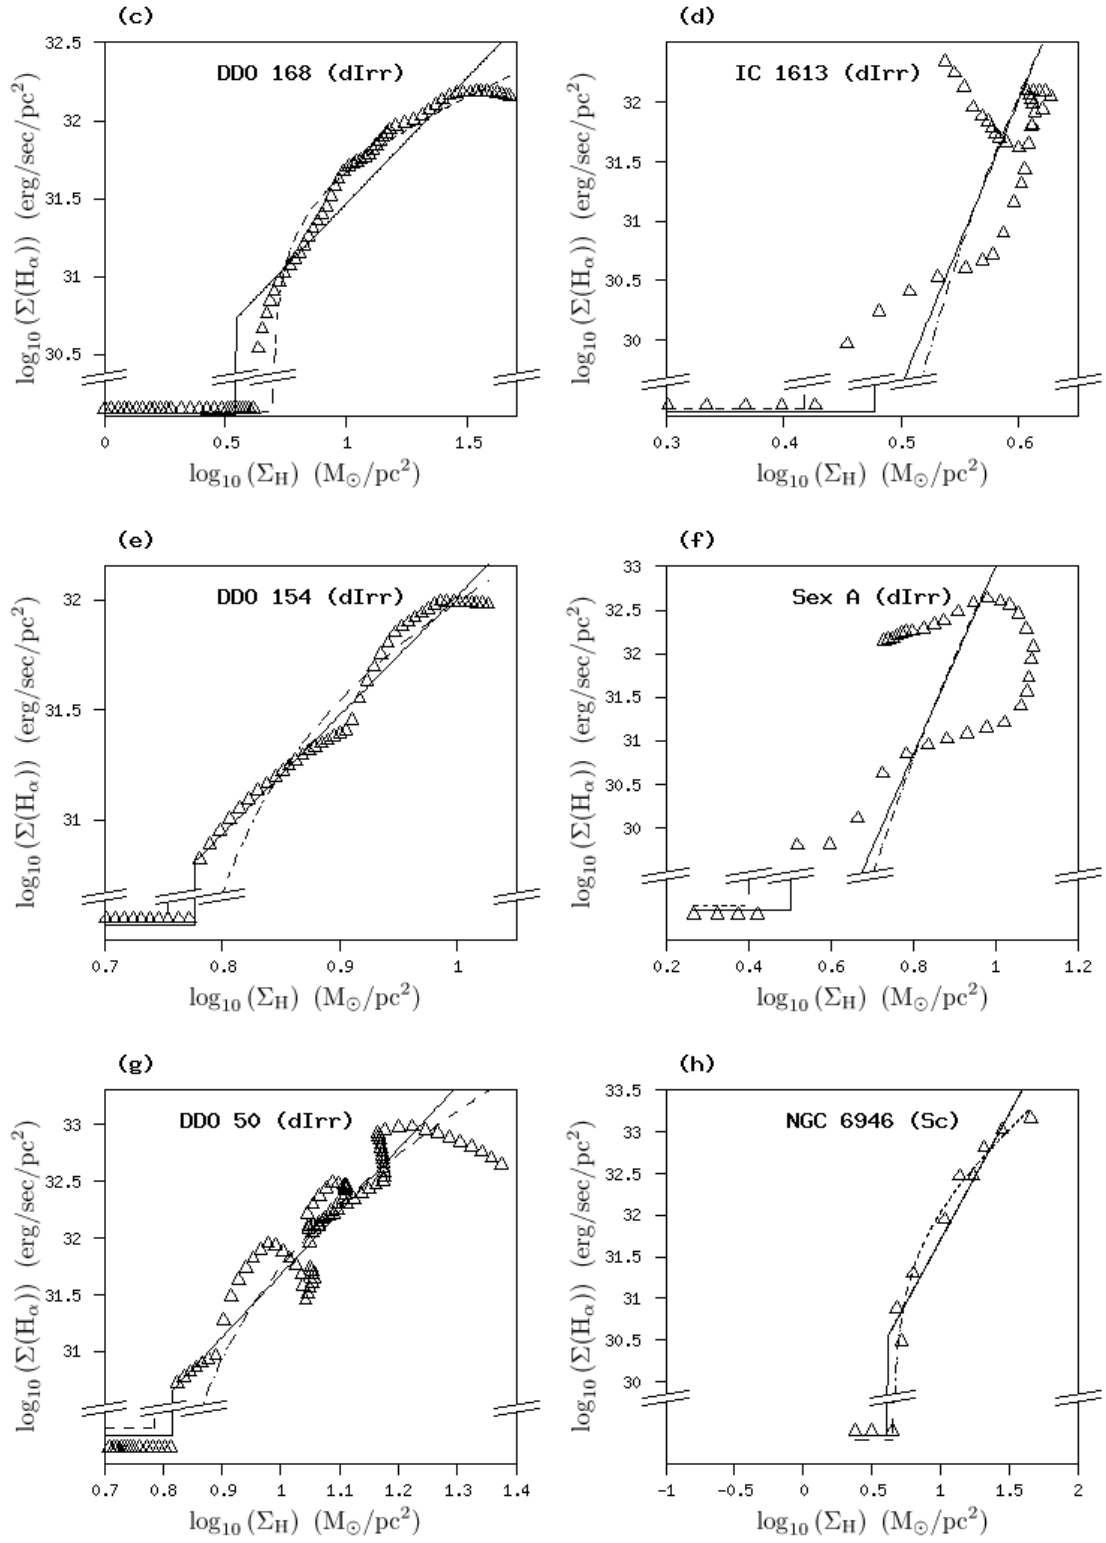 (c)
DDO 168 (dIrr)
log₁₀ (Σ(Hα)) (erg/sec/pc²)
32.5
32
31.5
31
30.5
0 0.5 1 1.5
log₁₀ (Σ_H) (M⊙/pc²)
(d)
IC 1613 (dIrr)
log₁₀ (Σ(Hα)) (erg/sec/pc²)
32
31.5
31
30.5
30
0.3 0.4 0.5 0.6
log₁₀ (Σ_H) (M⊙/pc²)
(e)
DDO 154 (dIrr)
log₁₀ (Σ(Hα)) (erg/sec/pc²)
32
31.5
31
0.7 0.8 0.9 1
log₁₀ (Σ_H) (M⊙/pc²)
(f)
Sex A (dIrr)
log₁₀ (Σ(Hα)) (erg/sec/pc²)
33
32.5
32
31.5
31
30.5
30
0.2 0.4 0.6 0.8 1 1.2
log₁₀ (Σ_H) (M⊙/pc²)
(g)
DDO 50 (dIrr)
log₁₀ (Σ(Hα)) (erg/sec/pc²)
33
32.5
32
31.5
31
0.7 0.8 0.9 1 1.1 1.2 1.3 1.4
log₁₀ (Σ_H) (M⊙/pc²)
(h)
NGC 6946 (Sc)
log₁₀ (Σ(Hα)) (erg/sec/pc²)
33.5
33
32.5
32
31.5
31
30.5
30
-1 -0.5 0 0.5 1 1.5 2
log₁₀ (Σ_H) (M⊙/pc²)